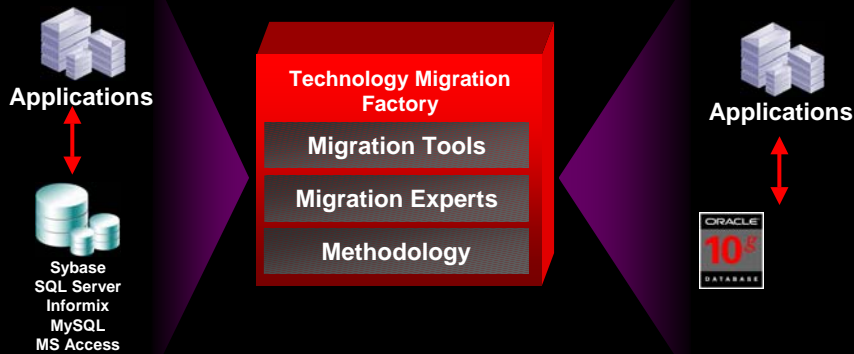 Applications
Sybase
SQL Server
Informix
MySQL
MS Access
Technology Migration
Factory
Migration Tools
Migration Experts
Methodology
Applications
ORACLE
10g
DATABASE